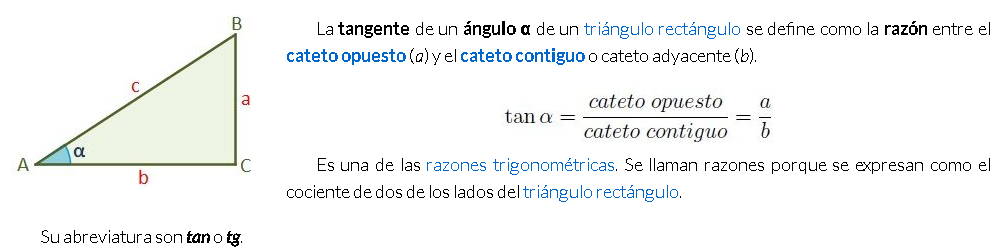 B
c
a
A
α
b
C
La tangente de un ángulo α de un triángulo rectángulo se define como la razón entre el
cateto opuesto (a) y el cateto contiguo o cateto adyacente (b).
tan α = cateto opuesto / cateto contiguo = a / b
Es una de las razones trigonométricas. Se llaman razones porque se expresan como el
cociente de dos de los lados del triángulo rectángulo.
Su abreviatura son tan o tg.